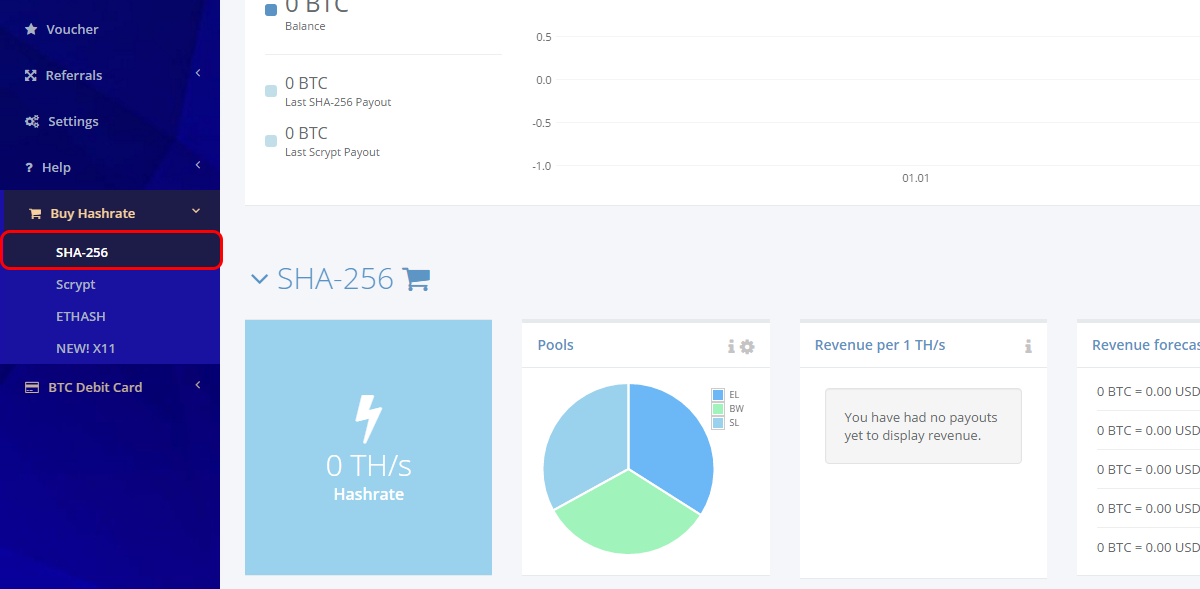 Voucher
Referrals
Settings
? Help
Buy Hashrate
SHA-256
Scrypt
ETHASH
NEW! X11
BTC Debit Card
0 BTC
Balance
0 BTC
Last SHA-256 Payout
0 BTC
Last Scrypt Payout
0.5
0.0
-0.5
-1.0
01.01
SHA-256
0 TH/s
Hashrate
Pools
EL
BW
SL
Revenue per 1 TH/s
You have had no payouts
yet to display revenue.
Revenue forecas
0 BTC = 0.00 USD
0 BTC = 0.00 USD
0 BTC = 0.00 USD
0 BTC = 0.00 USD
0 BTC = 0.00 USD